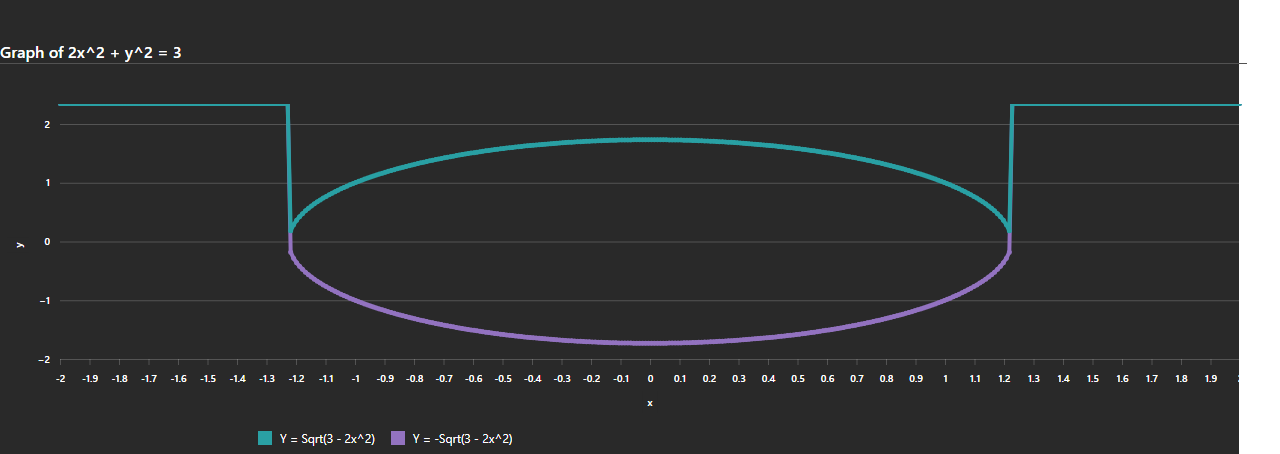 Graph of 2x^2 + y^2 = 3
2
1
0
-1
-2
y
-2 -1.9 -1.8 -1.7 -1.6 -1.5 -1.4 -1.3 -1.2 -1.1 -1 -0.9 -0.8 -0.7 -0.6 -0.5 -0.4 -0.3 -0.2 -0.1 0 0.1 0.2 0.3 0.4 0.5 0.6 0.7 0.8 0.9 1 1.1 1.2 1.3 1.4 1.5 1.6 1.7 1.8 1.9
x
Y = Sqrt(3 - 2x^2) Y = -Sqrt(3 - 2x^2)